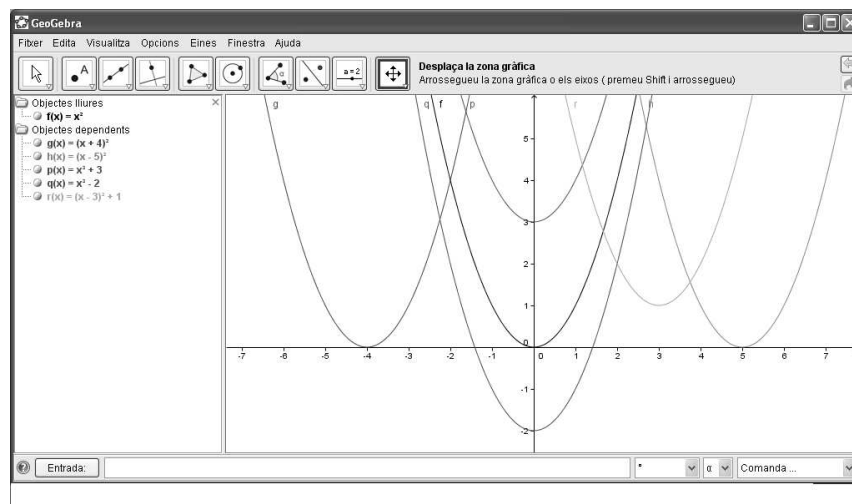 GeoGebra
Fitxer Edita Visualitza Opcions Eines Finestra Ajuda
A
α
a=2
Desplaça la zona gràfica
Arrossegueu la zona gràfica o els eixos ( premeu Shift i arrossegueu)
Objectes lliures
f(x) = x²
Objectes dependents
g(x) = (x + 4)²
h(x) = (x - 5)²
p(x) = x² + 3
q(x) = x² - 2
r(x) = (x - 3)² + 1
g q f p r h
5
4
3
2
1
0
-7 -6 -5 -4 -3 -2 -1 0 1 2 3 4 5 6 7
-1
-2
Entrada:
α
Comanda ...